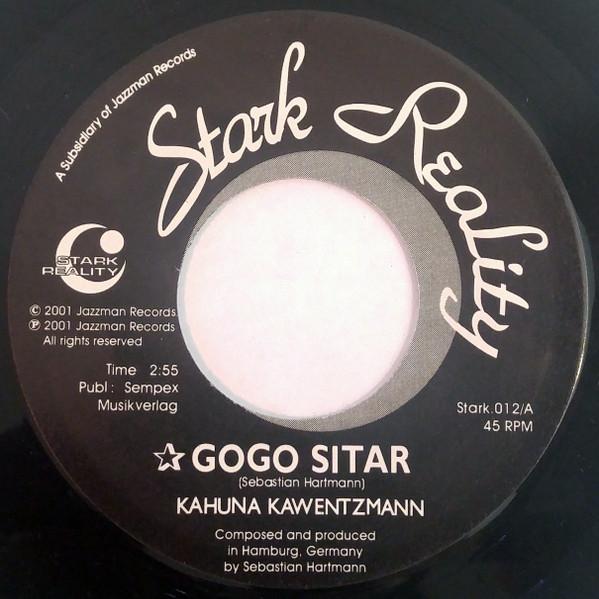 A Subsidiary of Jazzman Records
Stark Reality
STARK
REALITY
© 2001 Jazzman Records
℗ 2001 Jazzman Records
All rights reserved
Time 2:55
Publ: Sempex
Musikverlag
Stark.012/A
45 RPM
☆ GOGO SITAR
(Sebastian Hartmann)
KAHUNA KAWENTZMANN
Composed and produced
in Hamburg, Germany
by Sebastian Hartmann